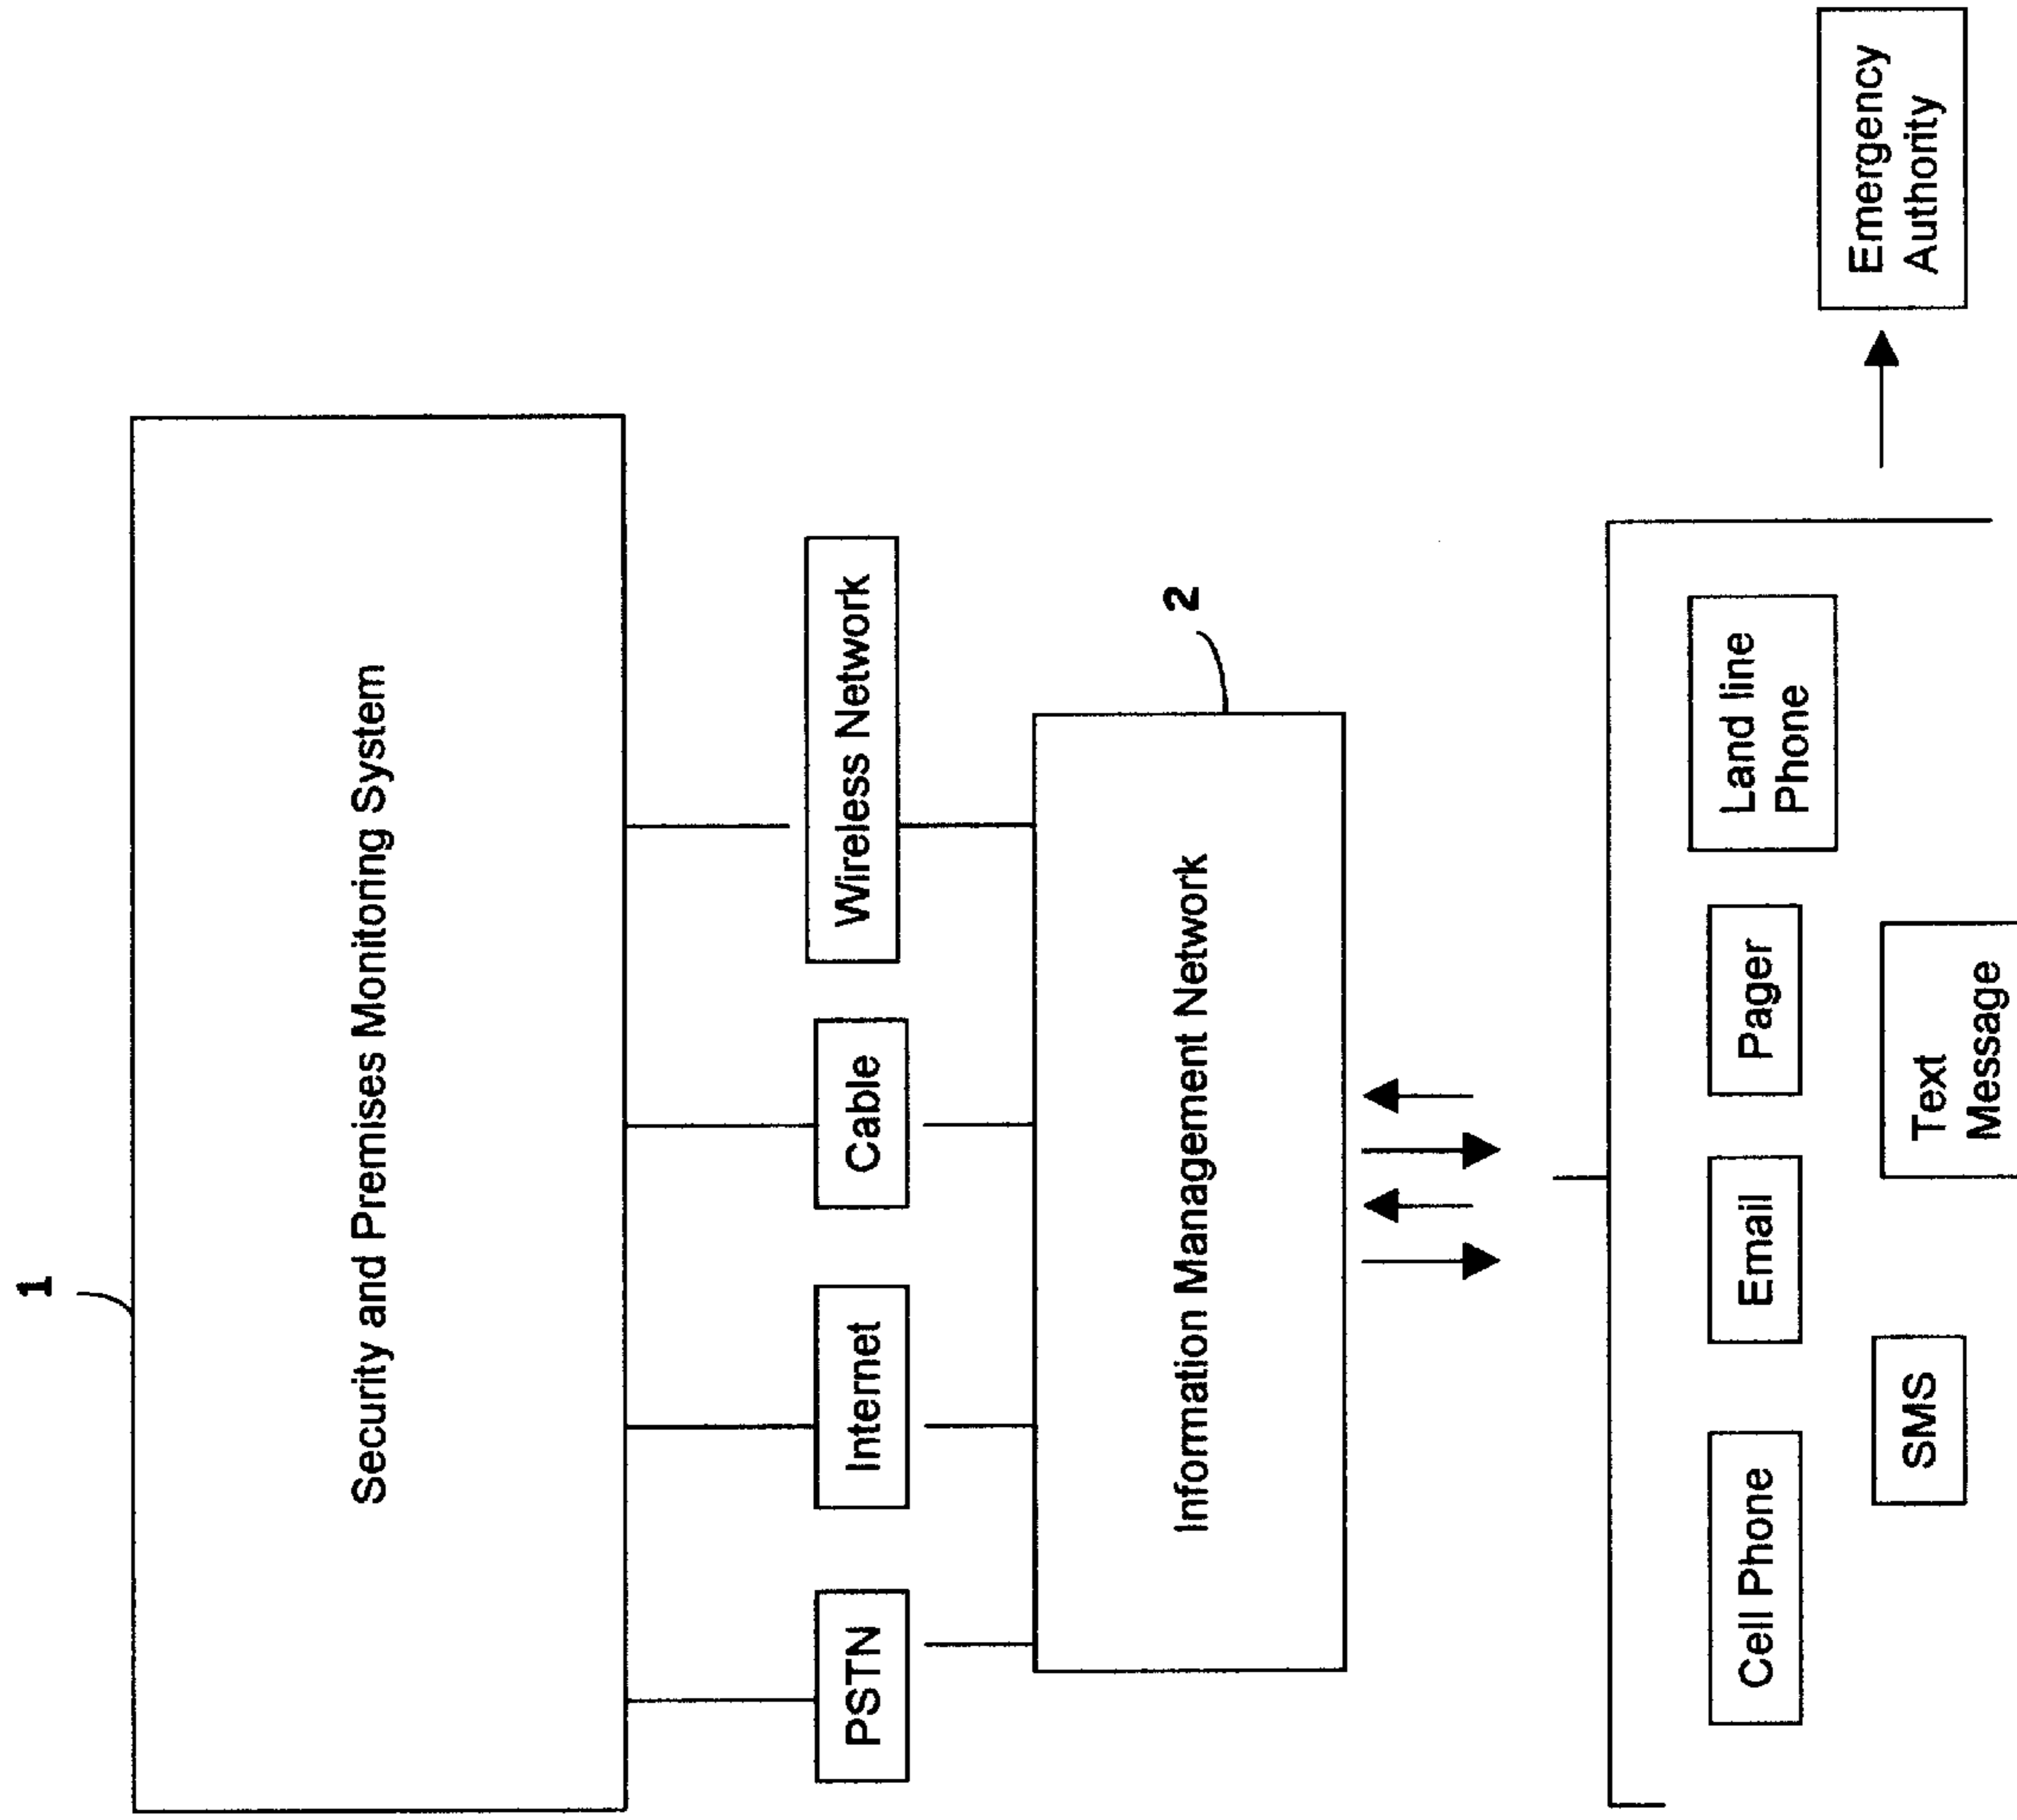 1
Security and Premises Monitoring System
PSTN
Internet
Cable
Wireless Network
2
Information Management Network
Cell Phone
Email
Pager
Land line
Phone
SMS
Text
Message
Emergency
Authority